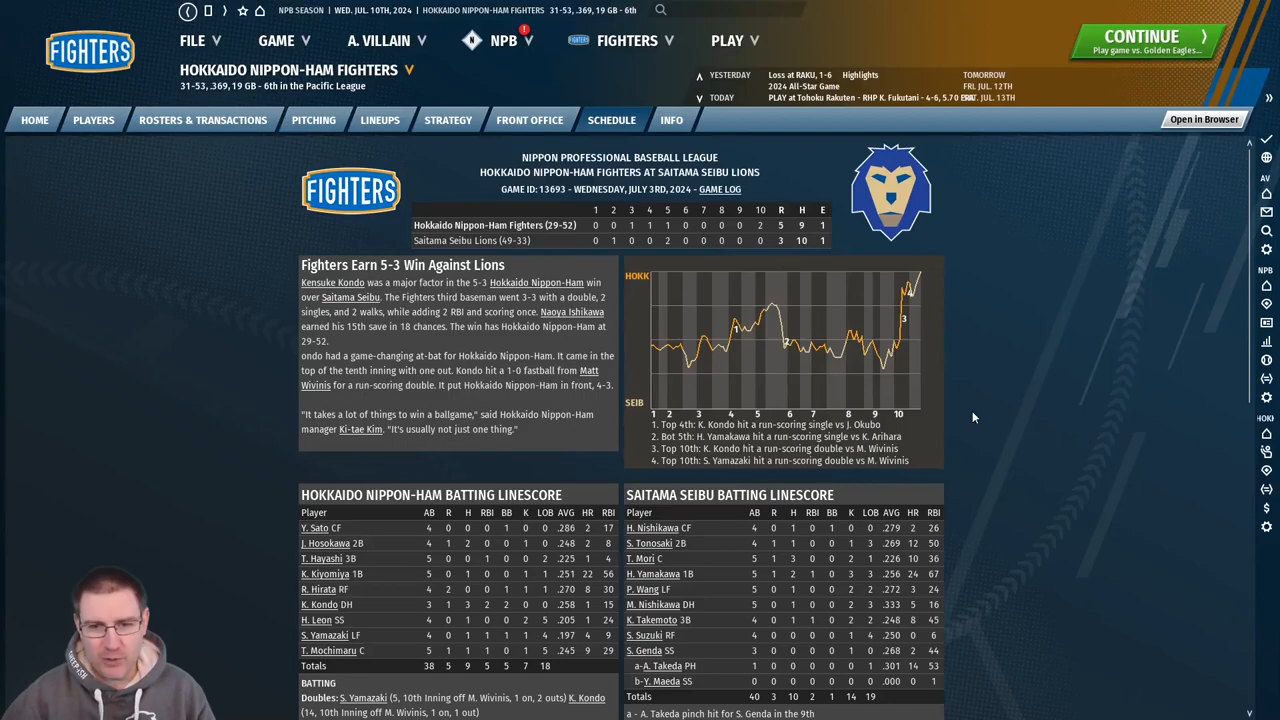 NPB SEASON | WED. JUL. 10TH, 2024 | HOKKAIDO NIPPON-HAM FIGHTERS 31-53, .369, 19 GB - 6th
FIGHTERS
FILE GAME A. VILLAIN NPB FIGHTERS PLAY
CONTINUE
Play game vs. Golden Eagles...
HOKKAIDO NIPPON-HAM FIGHTERS
31-53, .369, 19 GB - 6th in the Pacific League
YESTERDAY Loss at RAKU, 1-6 Highlights TOMORROW
2024 All-Star Game FRI. JUL. 12TH
TODAY PLAY at Tohoku Rakuten - RHP K. Fukutani - 4-6, 5.70 ERA SAT. JUL. 13TH
HOME PLAYERS ROSTERS & TRANSACTIONS PITCHING LINEUPS STRATEGY FRONT OFFICE SCHEDULE INFO Open in Browser
NIPPON PROFESSIONAL BASEBALL LEAGUE
HOKKAIDO NIPPON-HAM FIGHTERS AT SAITAMA SEIBU LIONS
GAME ID: 13693 - WEDNESDAY, JULY 3RD, 2024 - GAME LOG
FIGHTERS
1 2 3 4 5 6 7 8 9 10 R H E
Hokkaido Nippon-Ham Fighters (29-52) 0 0 1 1 1 0 0 0 0 2 5 9 1
Saitama Seibu Lions (49-33) 0 1 0 0 2 0 0 0 0 0 3 10 1
Fighters Earn 5-3 Win Against Lions
Kensuke Kondo was a major factor in the 5-3 Hokkaido Nippon-Ham win
over Saitama Seibu. The Fighters third baseman went 3-3 with a double, 2
singles, and 2 walks, while adding 2 RBI and scoring once. Naoya Ishikawa
earned his 15th save in 18 chances. The win has Hokkaido Nippon-Ham at
29-52.
ondo had a game-changing at-bat for Hokkaido Nippon-Ham. It came in the
top of the tenth inning with one out. Kondo hit a 1-0 fastball from Matt
Wivinis for a run-scoring double. It put Hokkaido Nippon-Ham in front, 4-3.
"It takes a lot of things to win a ballgame," said Hokkaido Nippon-Ham
manager Ki-tae Kim. "It's usually not just one thing."
HOKK
1 2 3 4
SEIB
1 2 3 4 5 6 7 8 9 10
1. Top 4th: K. Kondo hit a run-scoring single vs J. Okubo
2. Bot 5th: H. Yamakawa hit a run-scoring single vs K. Arihara
3. Top 10th: K. Kondo hit a run-scoring double vs M. Wivinis
4. Top 10th: S. Yamazaki hit a run-scoring double vs M. Wivinis
HOKKAIDO NIPPON-HAM BATTING LINESCORE
Player AB R H RBI BB K LOB AVG HR RBI
Y. Sato CF 4 0 0 0 1 0 0 .286 2 17
J. Hosokawa 2B 4 1 2 0 0 1 0 .248 2 8
T. Hayashi 3B 5 0 0 1 0 0 2 .225 1 4
K. Kiyomiya 1B 5 0 1 0 0 1 1 .251 22 56
R. Hirata RF 4 2 0 0 0 1 1 .270 8 30
K. Kondo DH 3 1 3 2 2 0 0 .258 1 15
H. Leon SS 4 0 1 0 0 2 5 .205 1 24
S. Yamazaki LF 4 0 1 1 1 1 4 .197 4 9
T. Mochimaru C 5 1 1 1 0 1 5 .245 9 29
Totals 38 5 9 5 5 7 18
BATTING
Doubles: S. Yamazaki (5, 10th Inning off M. Wivinis, 1 on, 2 outs) K. Kondo
(14, 10th Inning off M. Wivinis, 1 on, 1 out)
SAITAMA SEIBU BATTING LINESCORE
Player AB R H RBI BB K LOB AVG HR RBI
H. Nishikawa CF 4 0 1 0 1 0 0 .279 2 26
S. Tonosaki 2B 4 1 1 0 0 1 3 .269 12 50
T. Mori C 5 1 3 0 0 2 1 .226 10 36
H. Yamakawa 1B 5 1 2 1 0 3 3 .256 24 67
P. Wang LF 5 0 1 0 0 2 2 .272 3 24
M. Nishikawa DH 5 0 1 0 0 2 3 .333 5 16
K. Takemoto 3B 4 0 1 1 0 2 2 .248 8 45
S. Suzuki RF 4 0 0 0 0 1 4 .250 0 6
S. Genda SS 3 0 0 0 0 1 0 .268 2 44
a-A. Takeda PH 1 0 0 0 0 0 1 .301 14 53
b-Y. Maeda SS 0 0 0 0 0 0 0 .000 0 1
Totals 40 3 10 2 1 14 19
a - A. Takeda pinch hit for S. Genda in the 9th
AV
NPB
HOKK